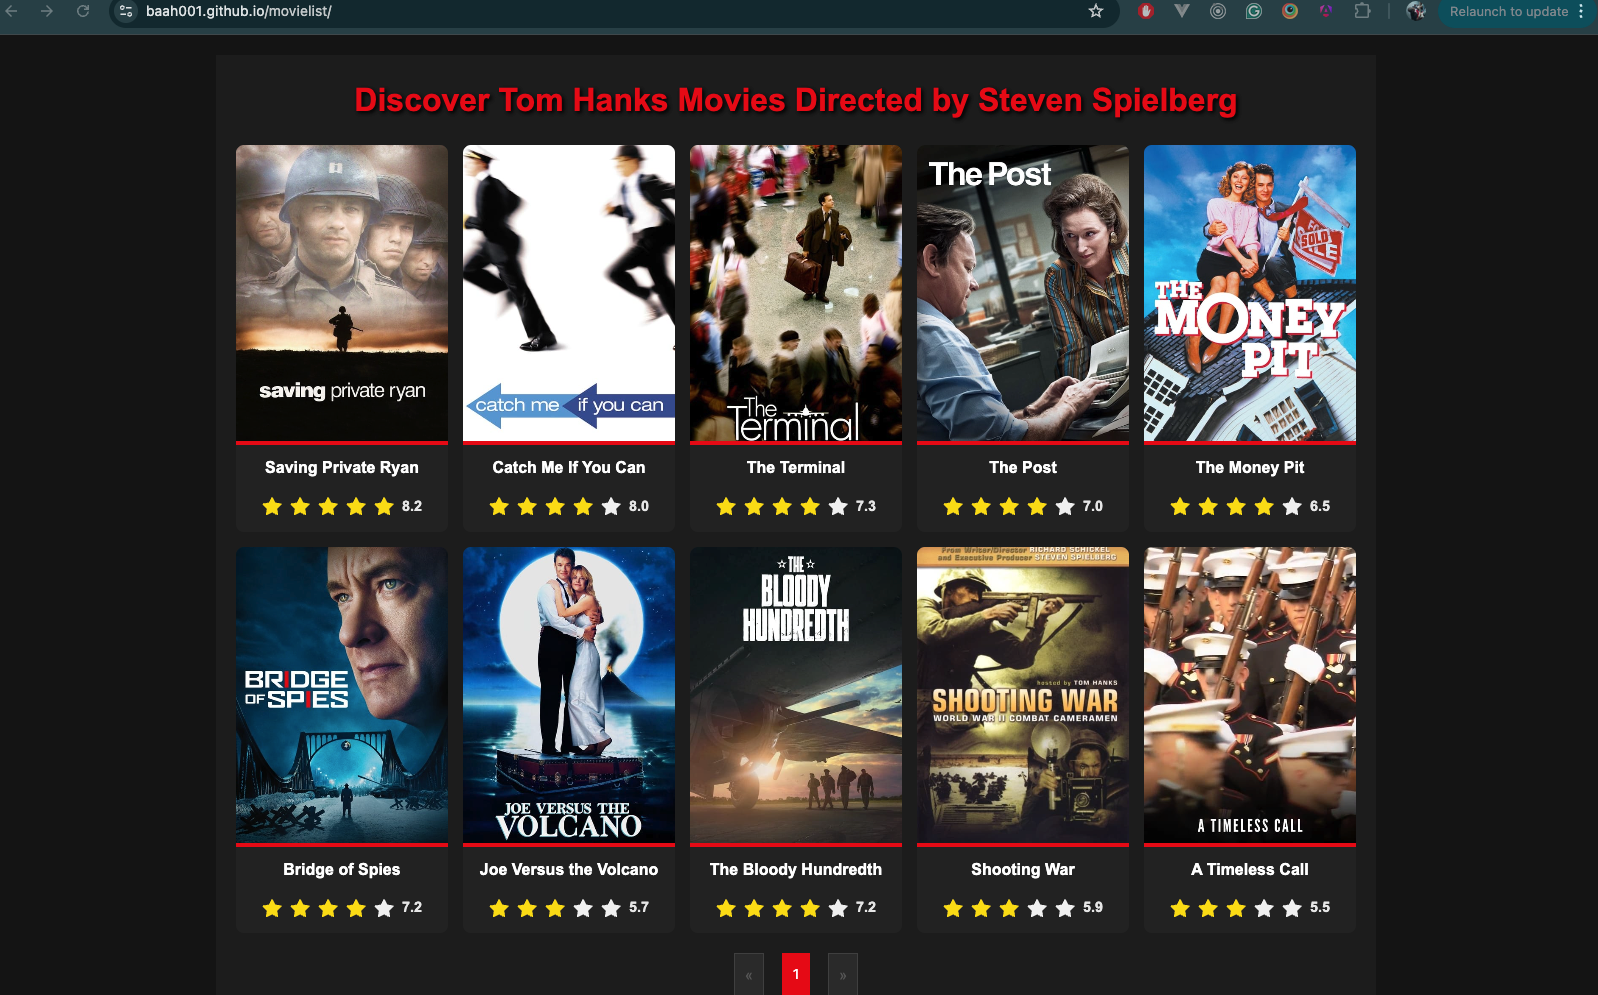 baah001.github.io/movielist/
Relaunch to update
Discover Tom Hanks Movies Directed by Steven Spielberg
saving private ryan
catch me if you can
The
Terminal
The Post
SOLD
THE
MONEY
PIT
Saving Private Ryan
Catch Me If You Can
The Terminal
The Post
The Money Pit
8.2
8.0
7.3
7.0
6.5
BRIDGE
OF SPIES
JOE VERSUS THE
VOLCANO
THE
BLOODY
HUNDREDTH
From Writer/Director RICHARD SCHICKEL
and Executive Producer STEVEN SPIELBERG
hosted by TOM HANKS
SHOOTING WAR
WORLD WAR II COMBAT CAMERAMEN
A TIMELESS CALL
Bridge of Spies
Joe Versus the Volcano
The Bloody Hundredth
Shooting War
A Timeless Call
7.2
5.7
7.2
5.9
5.5
« 1 »